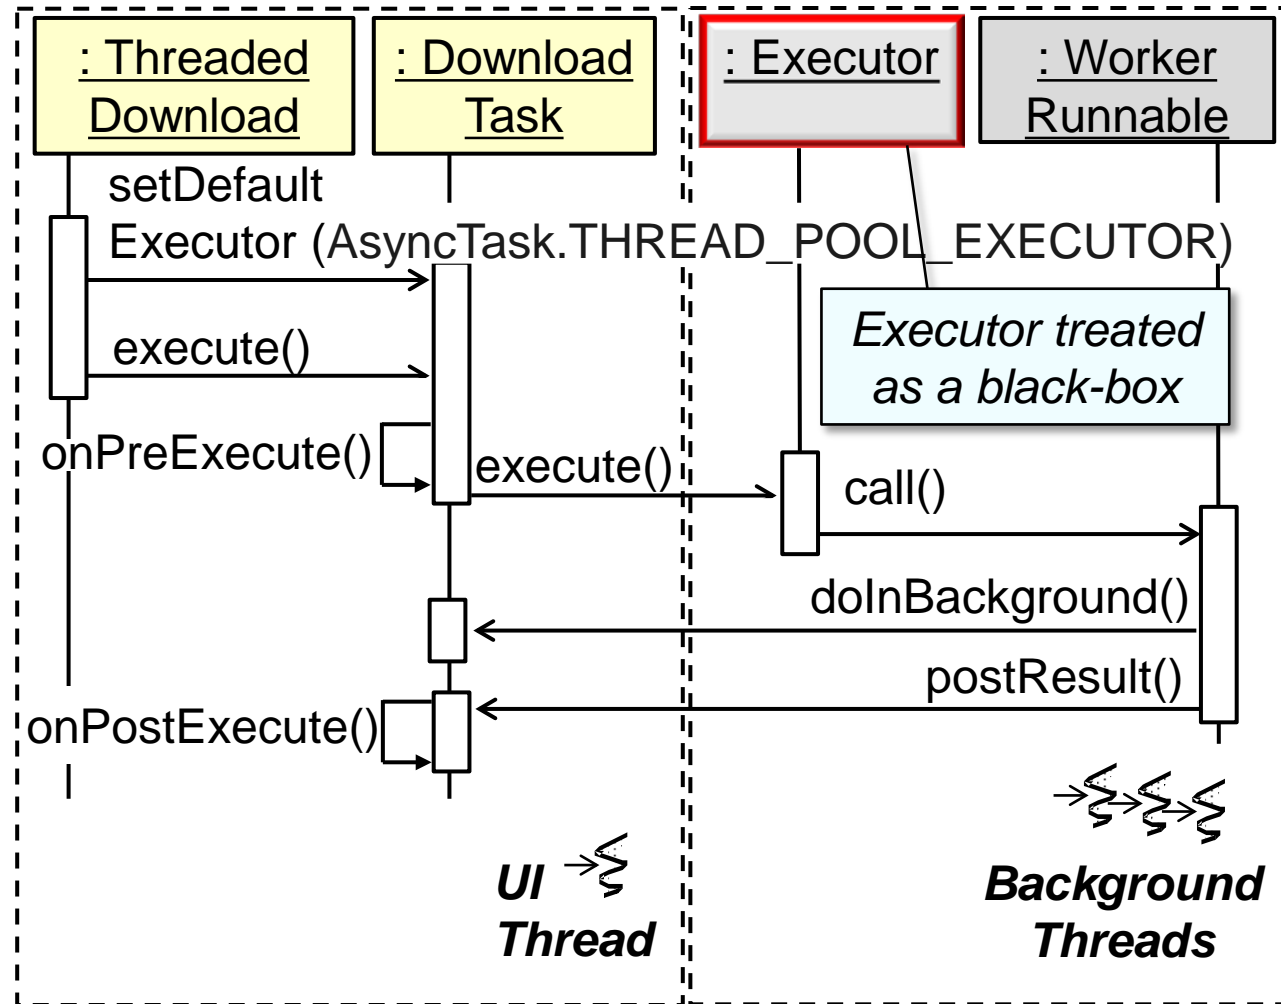 : Threaded
Download
: Download
Task
: Executor
: Worker
Runnable
setDefault
Executor (AsyncTask.THREAD_POOL_EXECUTOR)
execute()
Executor treated
as a black-box
onPreExecute()
execute()
call()
doInBackground()
postResult()
onPostExecute()
UI
Thread
Background
Threads